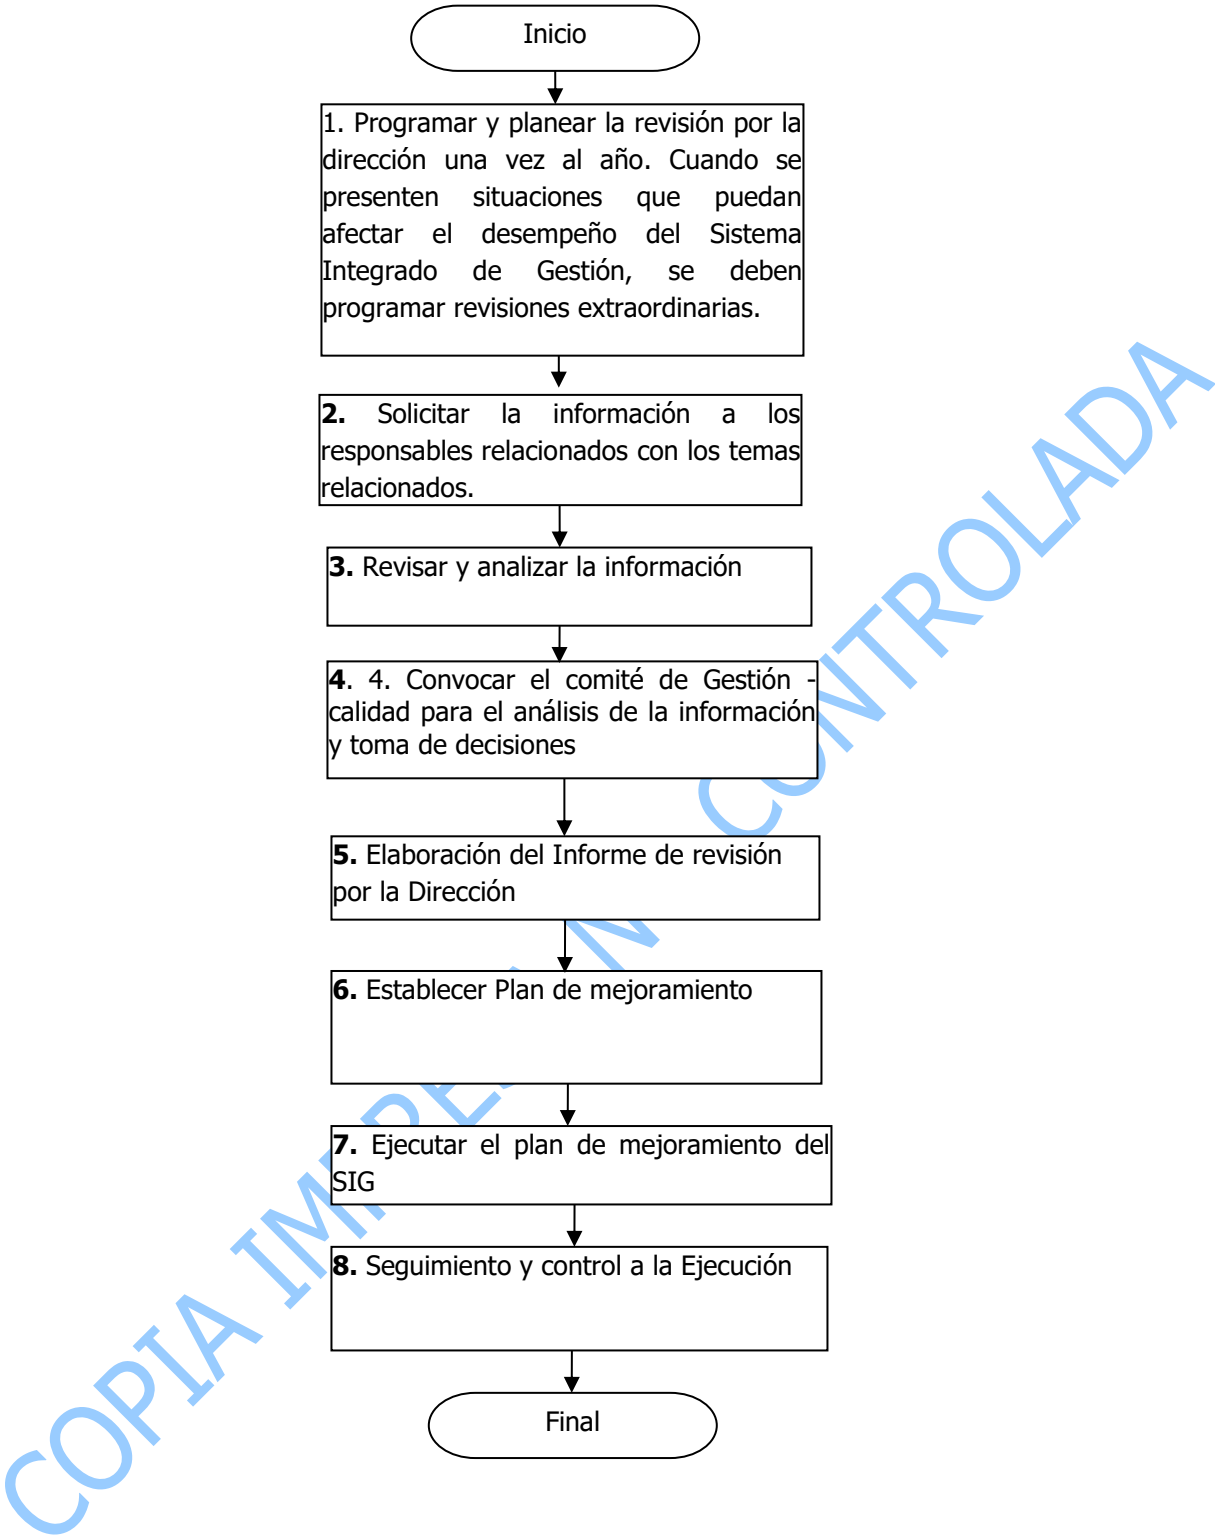 Inicio
1. Programar y planear la revisión por la
dirección una vez al año. Cuando se
presenten situaciones que puedan
afectar el desempeño del Sistema
Integrado de Gestión, se deben
programar revisiones extraordinarias.
2. Solicitar la información a los
responsables relacionados con los temas
relacionados.
3. Revisar y analizar la información
4. 4. Convocar el comité de Gestión -
calidad para el análisis de la información
y toma de decisiones
5. Elaboración del Informe de revisión
por la Dirección
6. Establecer Plan de mejoramiento
7. Ejecutar el plan de mejoramiento del
SIG
8. Seguimiento y control a la Ejecución
Final
COPIA CONTROLADA